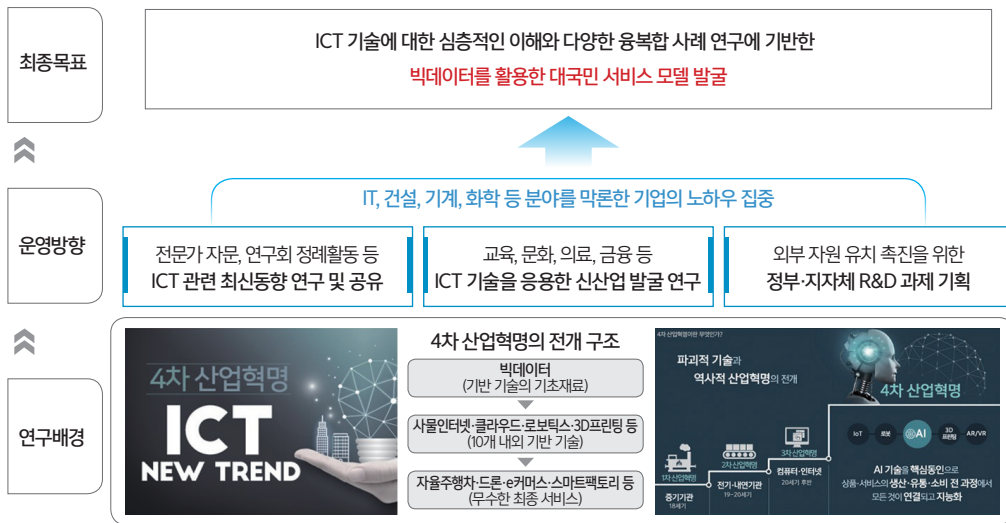 최종목표
ICT 기술에 대한 심층적인 이해와 다양한 융복합 사례 연구에 기반한
빅데이터를 활용한 대국민 서비스 모델 발굴
운영방향
IT, 건설, 기계, 화학 등 분야를 막론한 기업의 노하우 집중
전문가 자문, 연구회 정례활동 등
ICT 관련 최신동향 연구 및 공유
교육, 문화, 의료, 금융 등
ICT 기술을 응용한 신산업 발굴 연구
외부 자원 유치 촉진을 위한
정부·지자체 R&D 과제 기획
연구배경
4차 산업혁명
ICT
NEW TREND
4차 산업혁명의 전개 구조
빅데이터
(기반 기술의 기초재료)
사물인터넷·클라우드·로보틱스·3D프린팅 등
(10개 내외 기반 기술)
자율주행차·드론·e커머스·스마트팩토리 등
(무수한 최종 서비스)
4차 산업혁명이란 무엇인가?
파괴적 기술과
역사적 산업혁명의 전개
1차 산업혁명
증기기관
18세기
2차 산업혁명
전기·내연기관
19~20세기
3차 산업혁명
컴퓨터·인터넷
20세기 후반
4차 산업혁명
IoT
로봇
AI
3D
프린팅
AR/VR
AI 기술을 핵심동인으로
상품·서비스의 생산·유통·소비 전 과정에서
모든 것이 연결되고 지능화